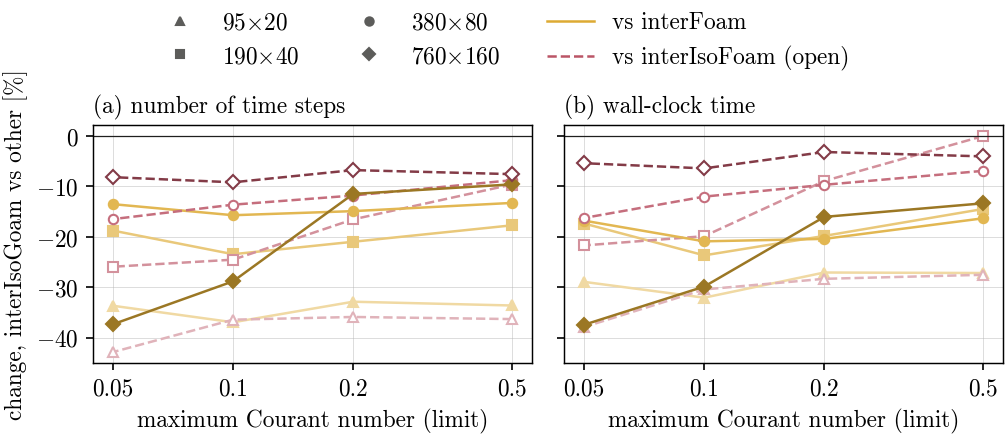 95×20
380×80
vs interFoam
190×40
760×160
vs interIsoFoam (open)
change, interIsoGoam vs other [%]
(a) number of time steps
(b) wall-clock time
0
−10
−20
−30
−40
0.05
0.1
0.2
0.5
0.05
0.1
0.2
0.5
maximum Courant number (limit)
maximum Courant number (limit)